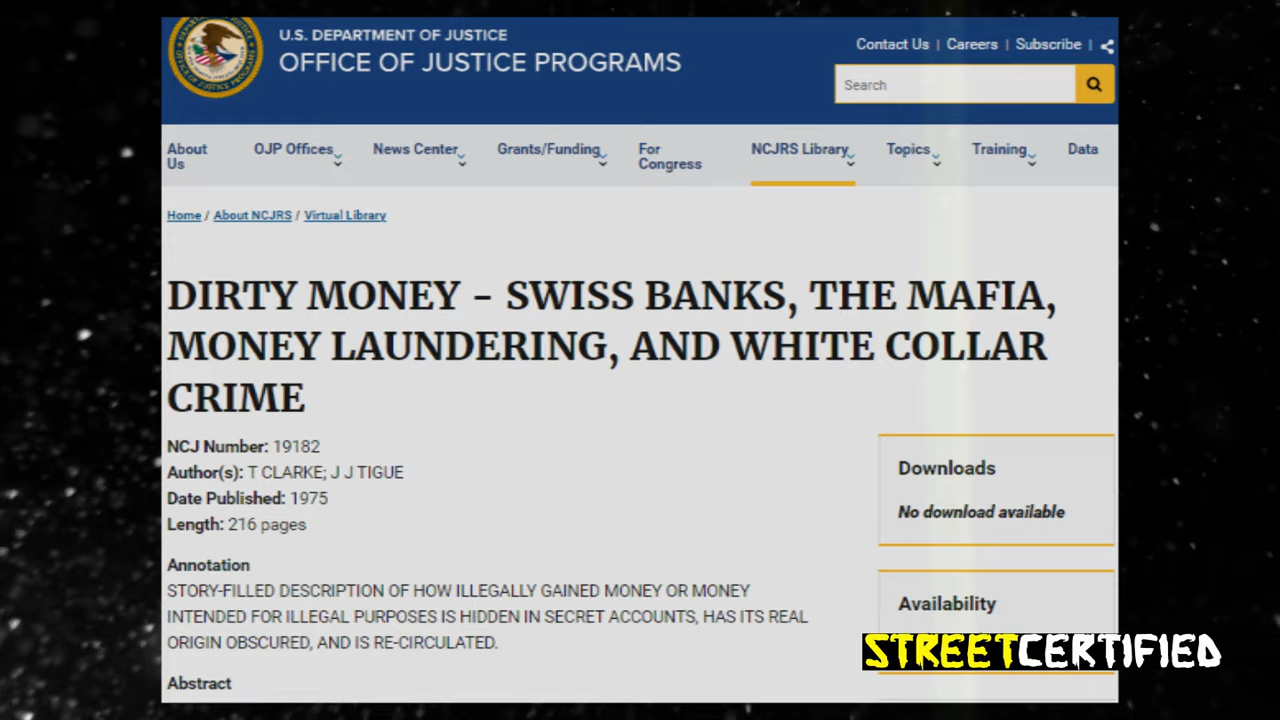 U.S. DEPARTMENT OF JUSTICE
OFFICE OF JUSTICE PROGRAMS
Contact Us | Careers | Subscribe |
Search
About Us
OJP Offices
News Center
Grants/Funding
For Congress
NCJRS Library
Topics
Training
Data
Home / About NCJRS / Virtual Library
DIRTY MONEY - SWISS BANKS, THE MAFIA,
MONEY LAUNDERING, AND WHITE COLLAR
CRIME
NCJ Number: 19182
Author(s): T CLARKE; J J TIGUE
Date Published: 1975
Length: 216 pages
Downloads
No download available
Annotation
STORY-FILLED DESCRIPTION OF HOW ILLEGALLY GAINED MONEY OR MONEY
INTENDED FOR ILLEGAL PURPOSES IS HIDDEN IN SECRET ACCOUNTS, HAS ITS REAL
ORIGIN OBSCURED, AND IS RE-CIRCULATED.
Availability
Abstract
STREETCERTIFIED